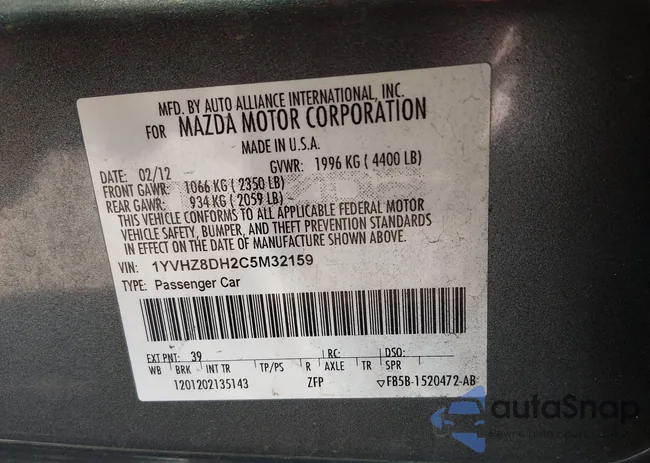 MFD. BY AUTO ALLIANCE INTERNATIONAL, INC.
FOR MAZDA MOTOR CORPORATION
MADE IN U.S.A.
DATE: 02/12 GVWR: 1996 KG ( 4400 LB)
FRONT GAWR: 1066 KG ( 2350 LB)
REAR GAWR: 934 KG ( 2059 LB)
THIS VEHICLE CONFORMS TO ALL APPLICABLE FEDERAL MOTOR
VEHICLE SAFETY, BUMPER, AND THEFT PREVENTION STANDARDS
IN EFFECT ON THE DATE OF MANUFACTURE SHOWN ABOVE.
VIN: 1YVHZ8DH2C5M32159
TYPE: Passenger Car
EXT PNT: 39 RC: DSO:
WB BRK INT TR TP/PS R AXLE TR SPR
1201202135143 ZFP ▽FB5B-1520472-AB
autoSnap